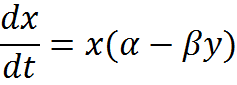 dx/dt = x(α − βy)